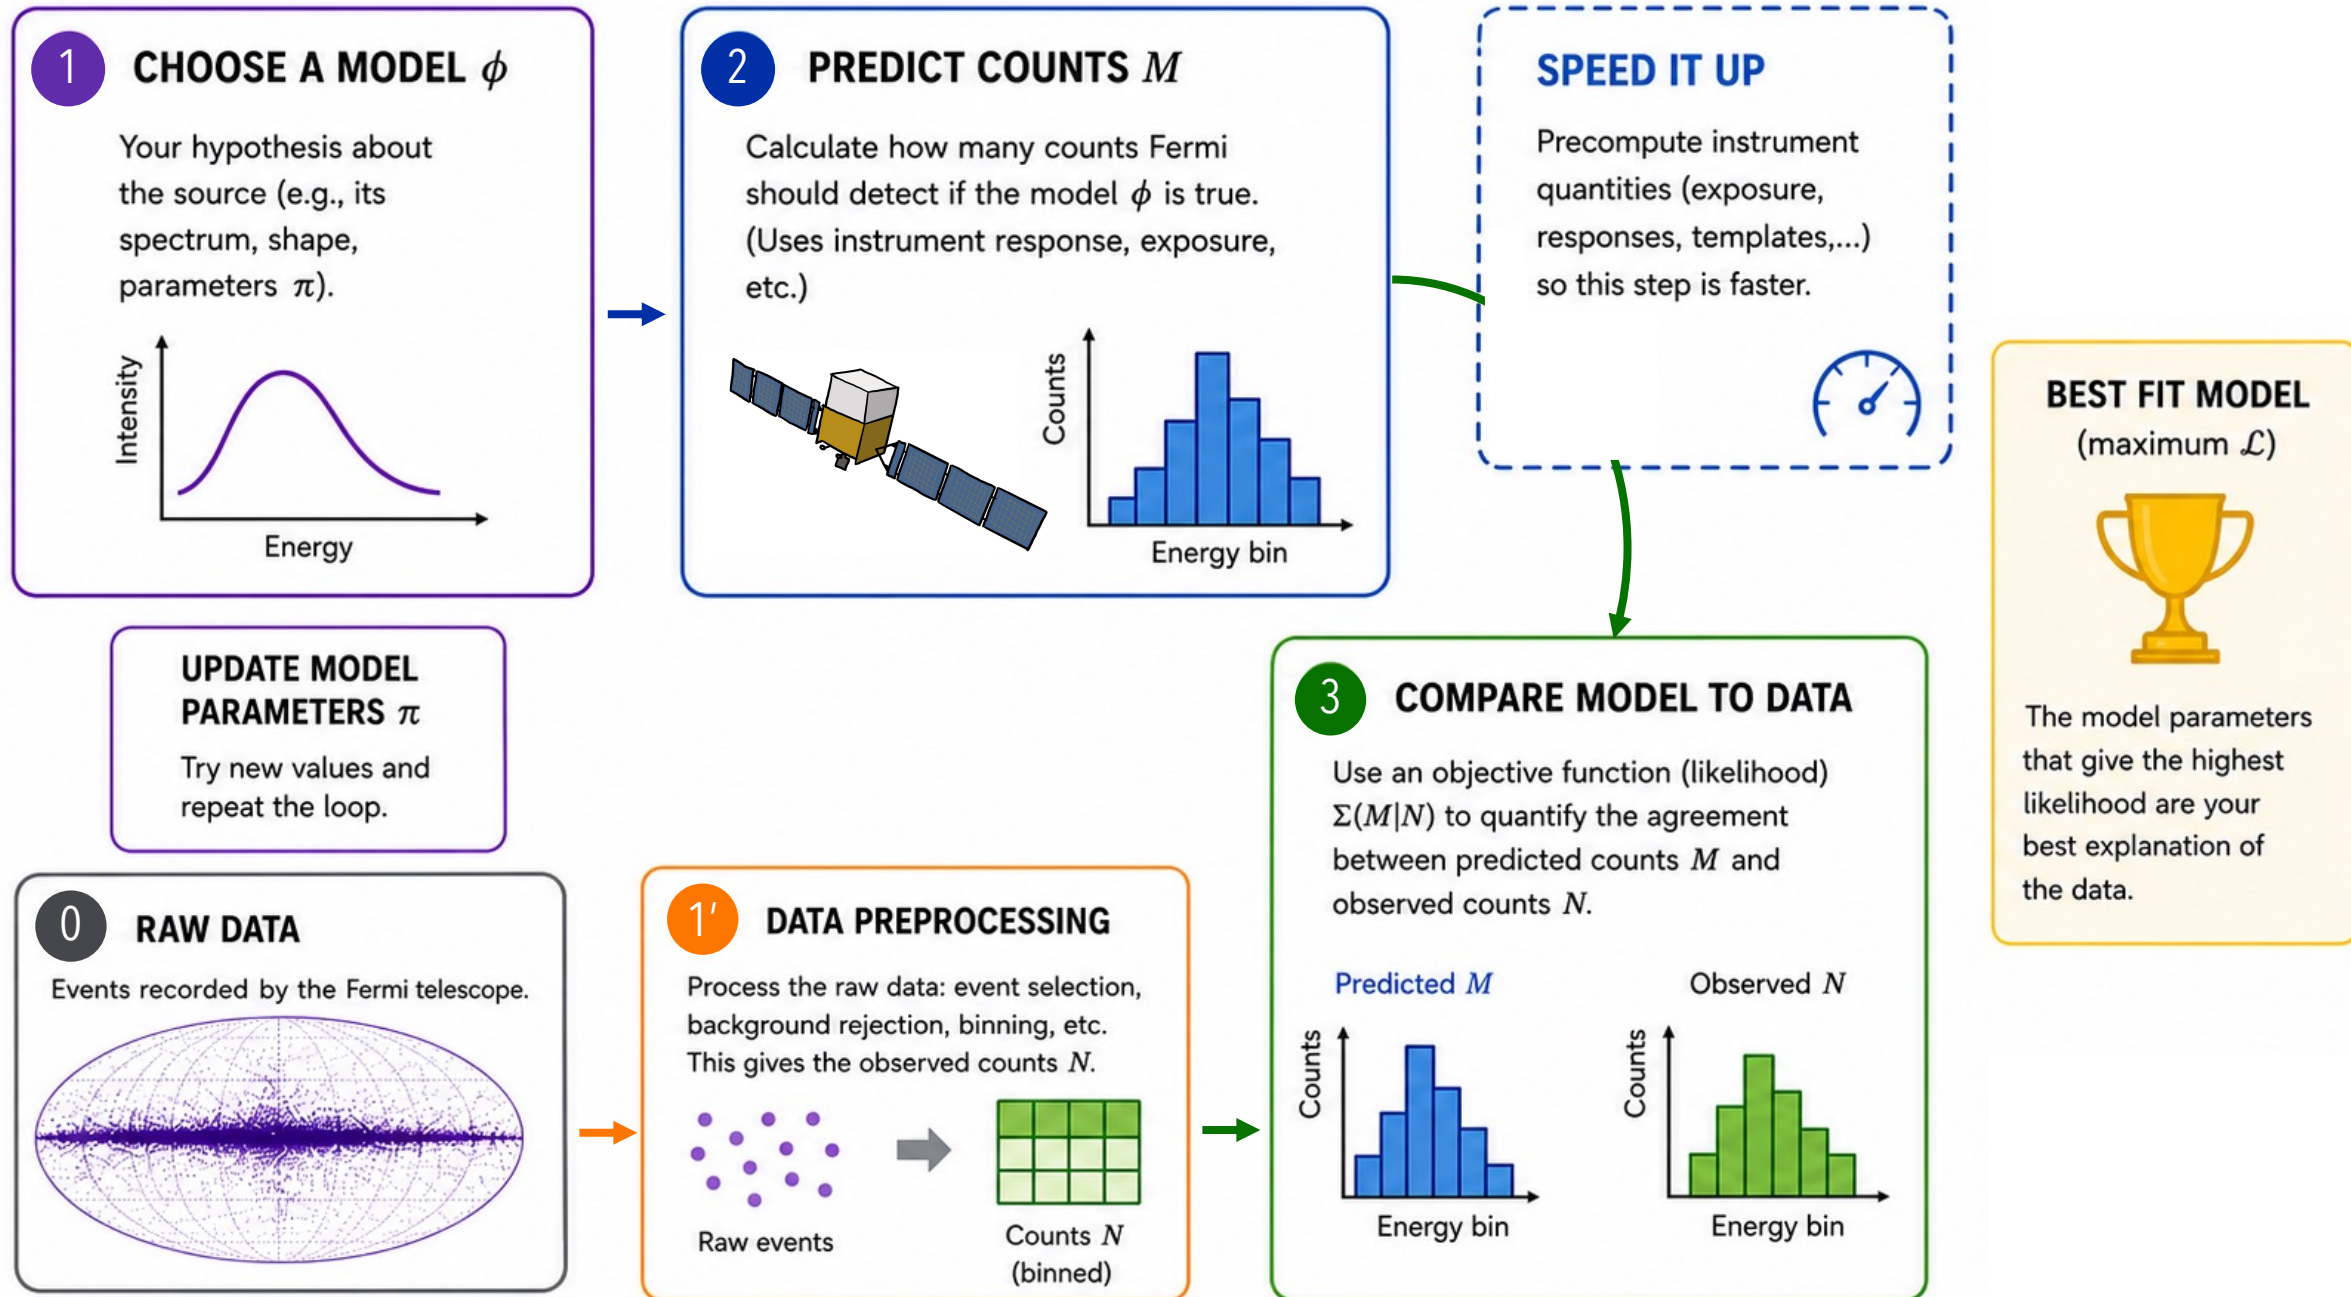 1
CHOOSE A MODEL ϕ
Your hypothesis about
the source (e.g., its
spectrum, shape,
parameters π).
Intensity
Energy
2
PREDICT COUNTS M
Calculate how many counts Fermi
should detect if the model ϕ is true.
(Uses instrument response, exposure,
etc.)
Counts
Energy bin
SPEED IT UP
Precompute instrument
quantities (exposure,
responses, templates,...)
so this step is faster.
BEST FIT MODEL
(maximum ℒ)
The model parameters
that give the highest
likelihood are your
best explanation of
the data.
UPDATE MODEL
PARAMETERS π
Try new values and
repeat the loop.
0
RAW DATA
Events recorded by the Fermi telescope.
1′
DATA PREPROCESSING
Process the raw data: event selection,
background rejection, binning, etc.
This gives the observed counts N.
Raw events
Counts N
(binned)
3
COMPARE MODEL TO DATA
Use an objective function (likelihood)
Σ(M|N) to quantify the agreement
between predicted counts M and
observed counts N.
Predicted M
Counts
Energy bin
Observed N
Counts
Energy bin